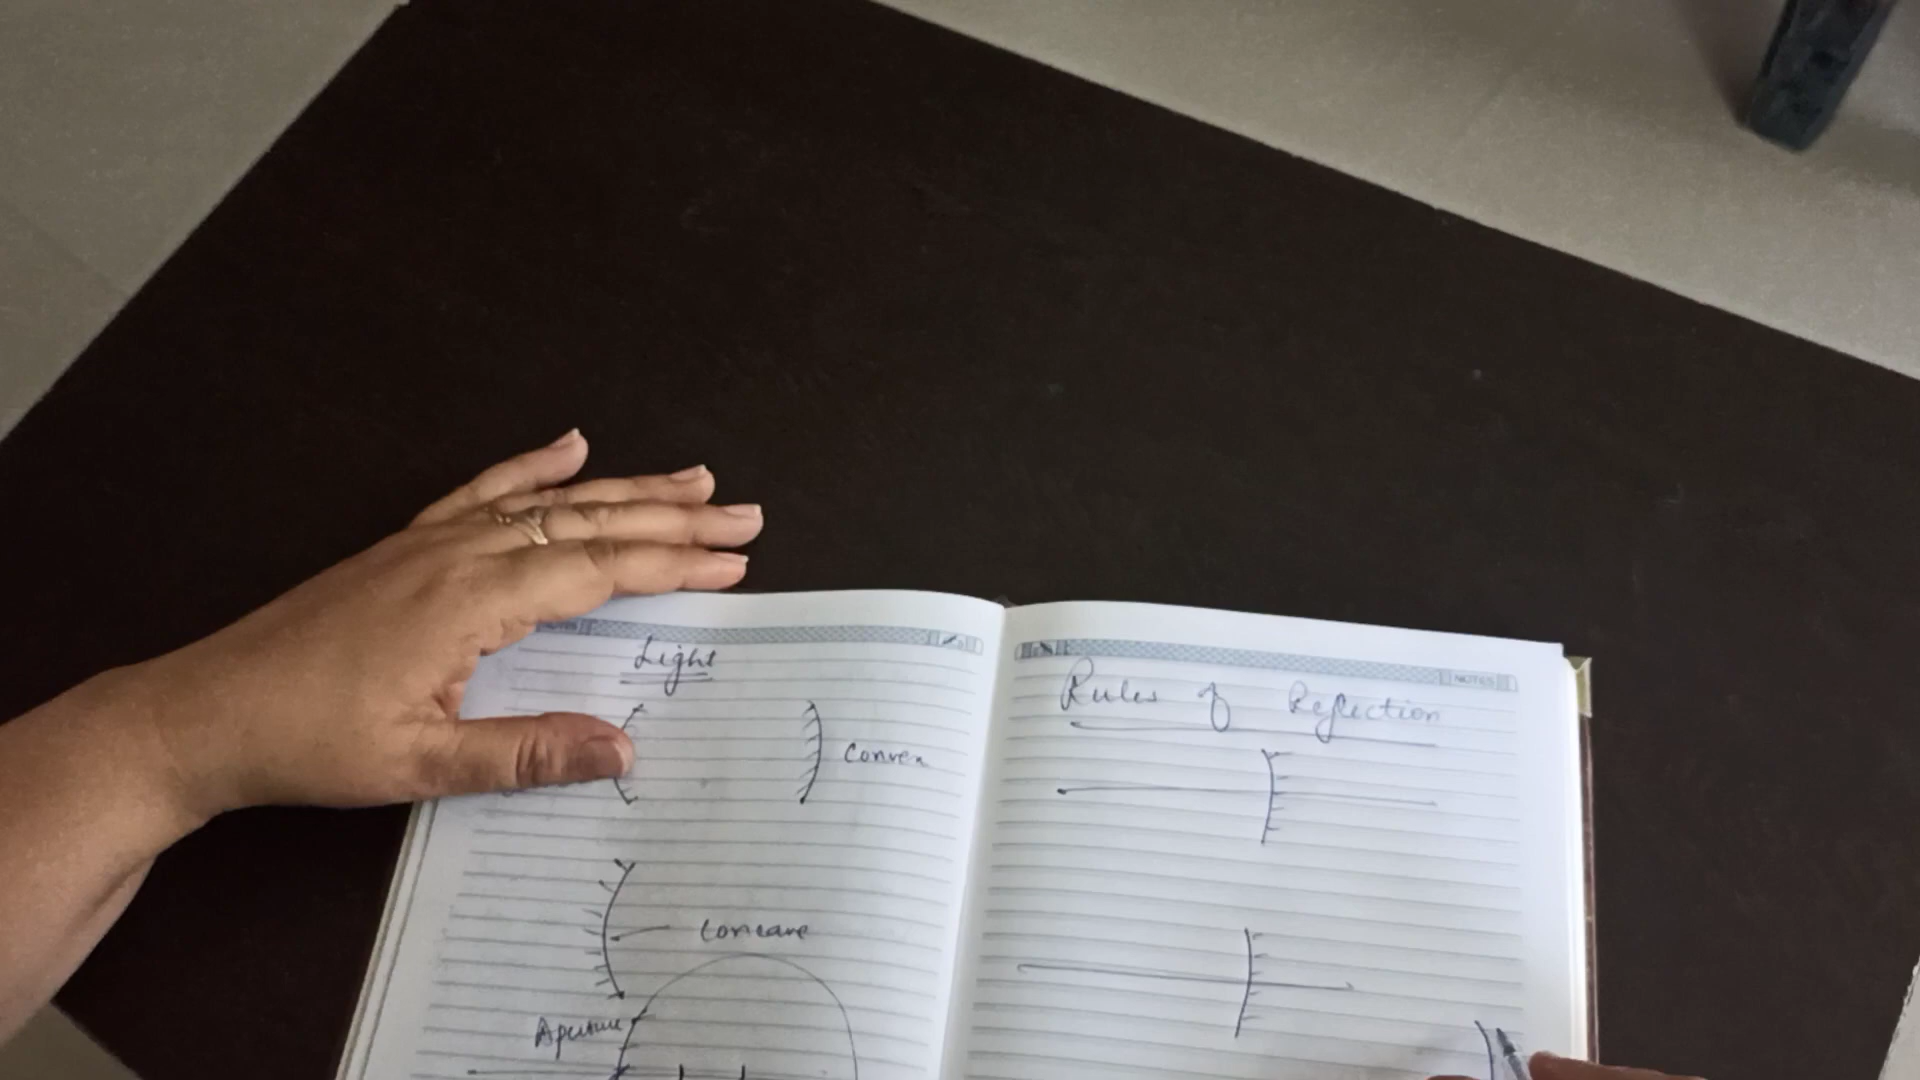 Light
Convex
Concave
Aperture
NOTES
Rules of Reflection